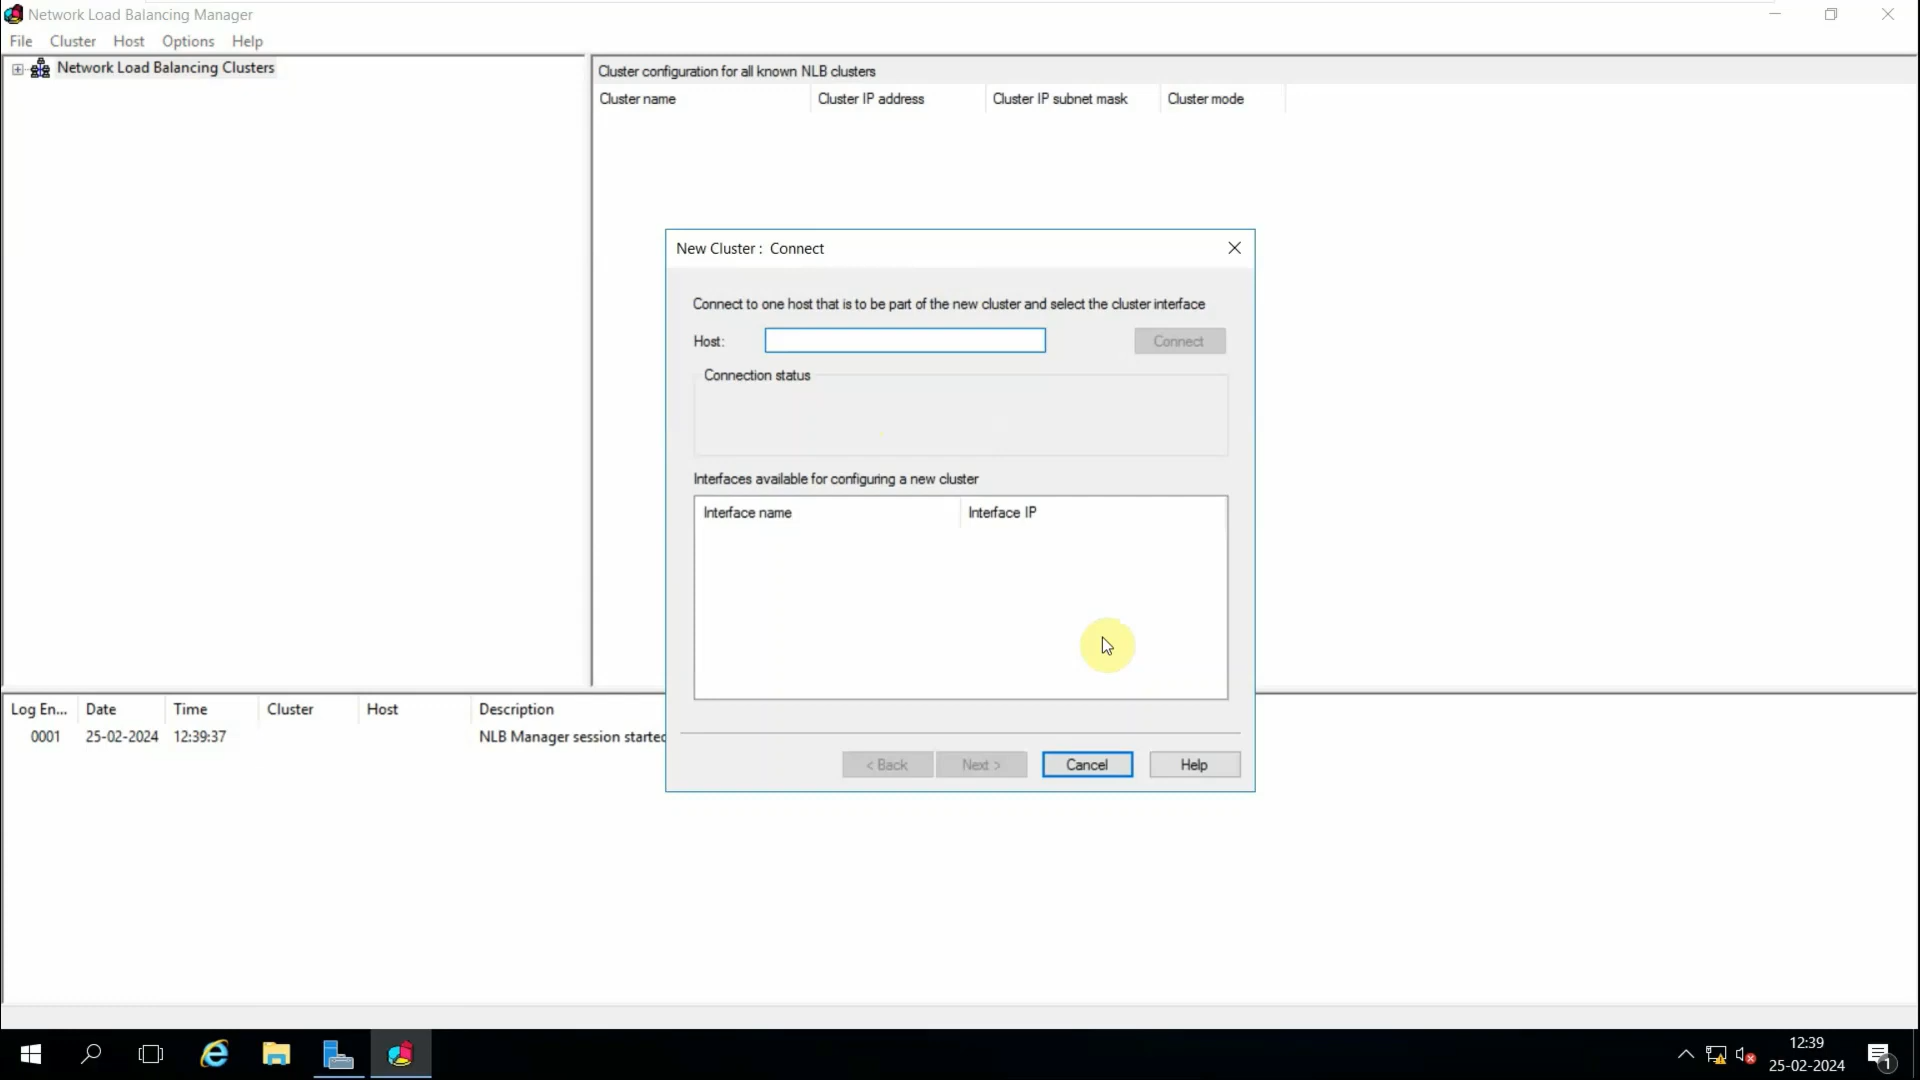 Network Load Balancing Manager
File Cluster Host Options Help
Network Load Balancing Clusters
Cluster configuration for all known NLB clusters
Cluster name Cluster IP address Cluster IP subnet mask Cluster mode
New Cluster : Connect
Connect to one host that is to be part of the new cluster and select the cluster interface
Host: Connect
Connection status
Interfaces available for configuring a new cluster
Interface name Interface IP
< Back Next > Cancel Help
Log En... Date Time Cluster Host Description
0001 25-02-2024 12:39:37 NLB Manager session started
12:39
25-02-2024
1